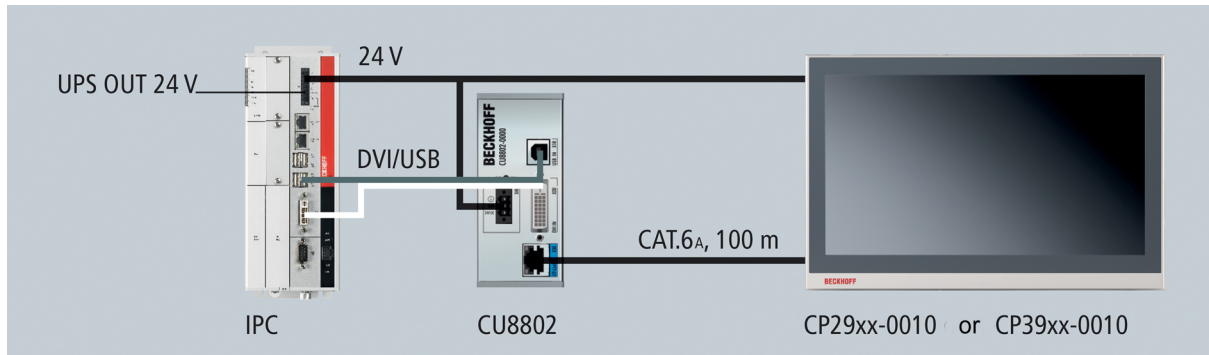 24 V
UPS OUT 24 V
BECKHOFF
CU8802-0000
DVI/USB
CAT.6A, 100 m
BECKHOFF
IPC
CU8802
CP29xx-0010 or CP39xx-0010